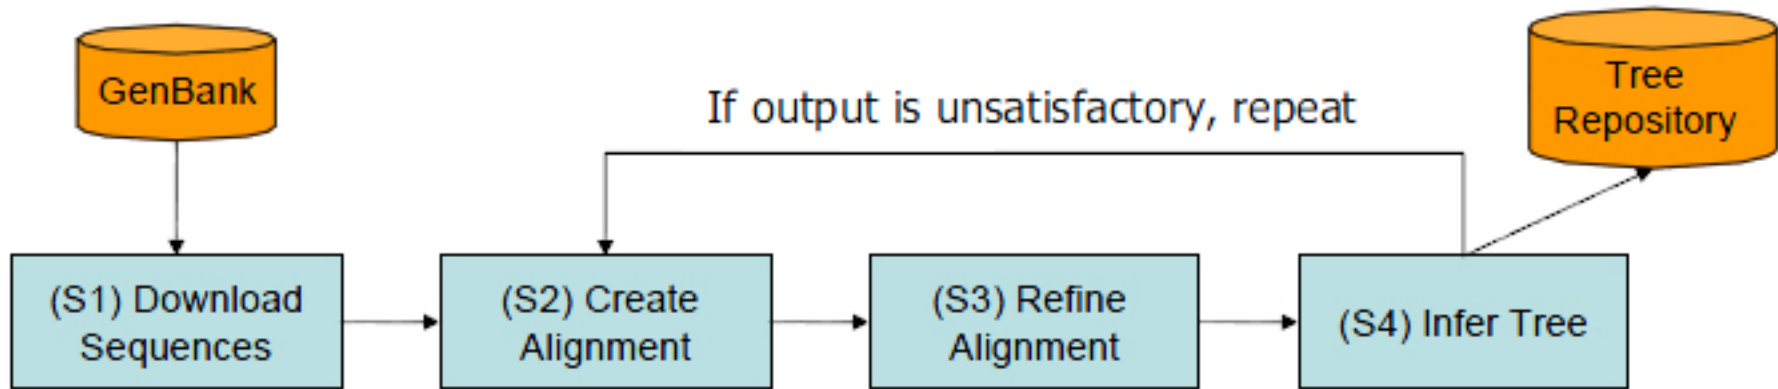 GenBank
Tree
Repository
If output is unsatisfactory, repeat
(S1) Download
Sequences
(S2) Create
Alignment
(S3) Refine
Alignment
(S4) Infer Tree